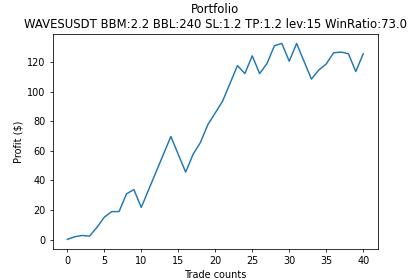 Portfolio
WAVESUSDT BBM:2.2 BBL:240 SL:1.2 TP:1.2 lev:15 WinRatio:73.0
120
100
80
60
40
20
0
Profit ($)
0 5 10 15 20 25 30 35 40
Trade counts